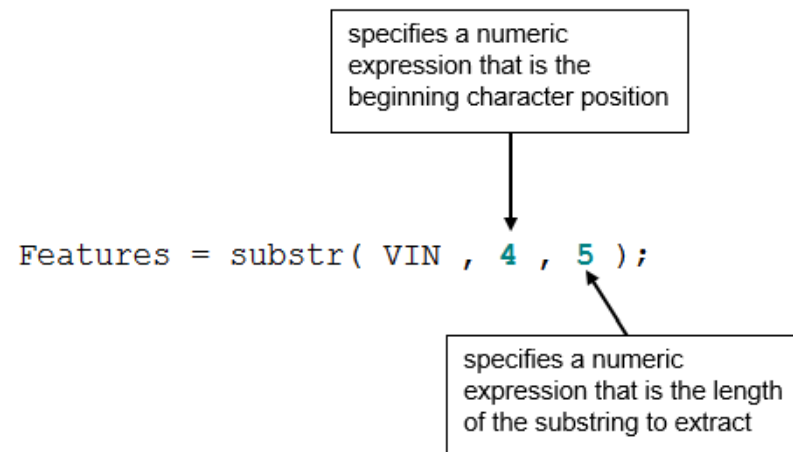 specifies a numeric
expression that is the
beginning character position
Features = substr( VIN , 4 , 5 );
specifies a numeric
expression that is the length
of the substring to extract